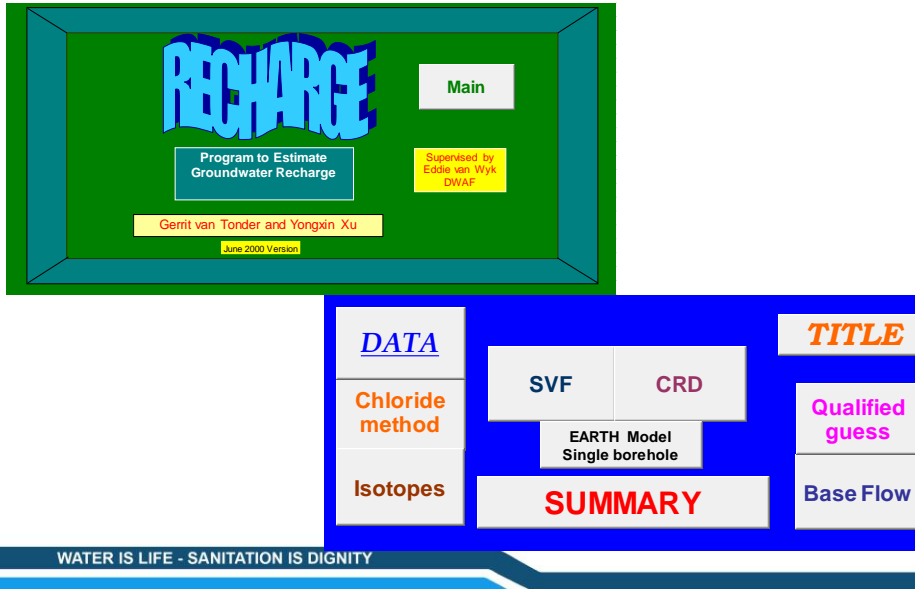 RECHARGE
Main
Program to Estimate
Groundwater Recharge
Supervised by
Eddie van Wyk
DWAF
Gerrit van Tonder and Yongxin Xu
June 2000 Version
DATA
TITLE
SVF
CRD
Chloride
method
Qualified
guess
EARTH Model
Single borehole
Isotopes
SUMMARY
Base Flow
WATER IS LIFE - SANITATION IS DIGNITY